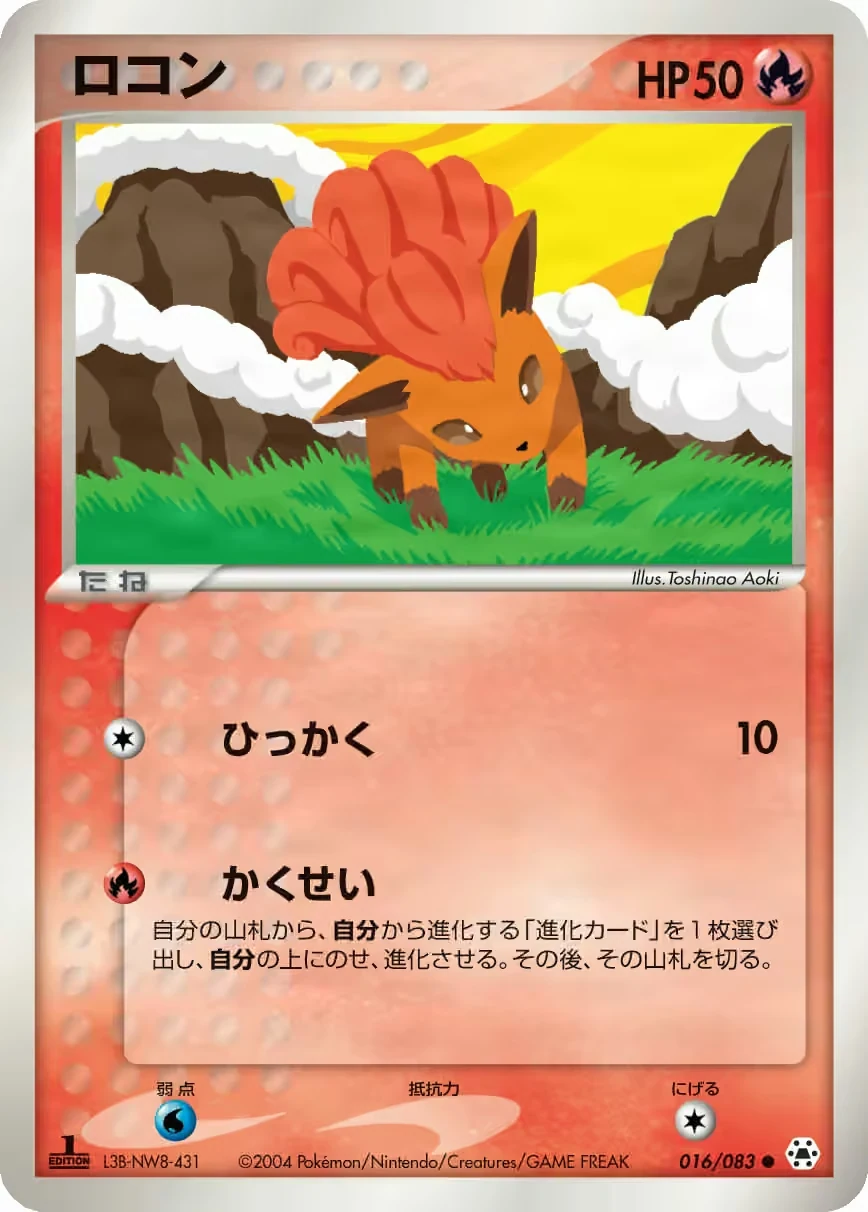 ロコン
HP50
たね
Illus.Toshinao Aoki
ひっかく 10
かくせい
自分の山札から、自分から進化する「進化カード」を1枚選び
出し、自分の上にのせ、進化させる。その後、その山札を切る。
弱点 抵抗力 にげる
1 EDITION L3B-NW8-431 ©2004 Pokémon/Nintendo/Creatures/GAME FREAK 016/083